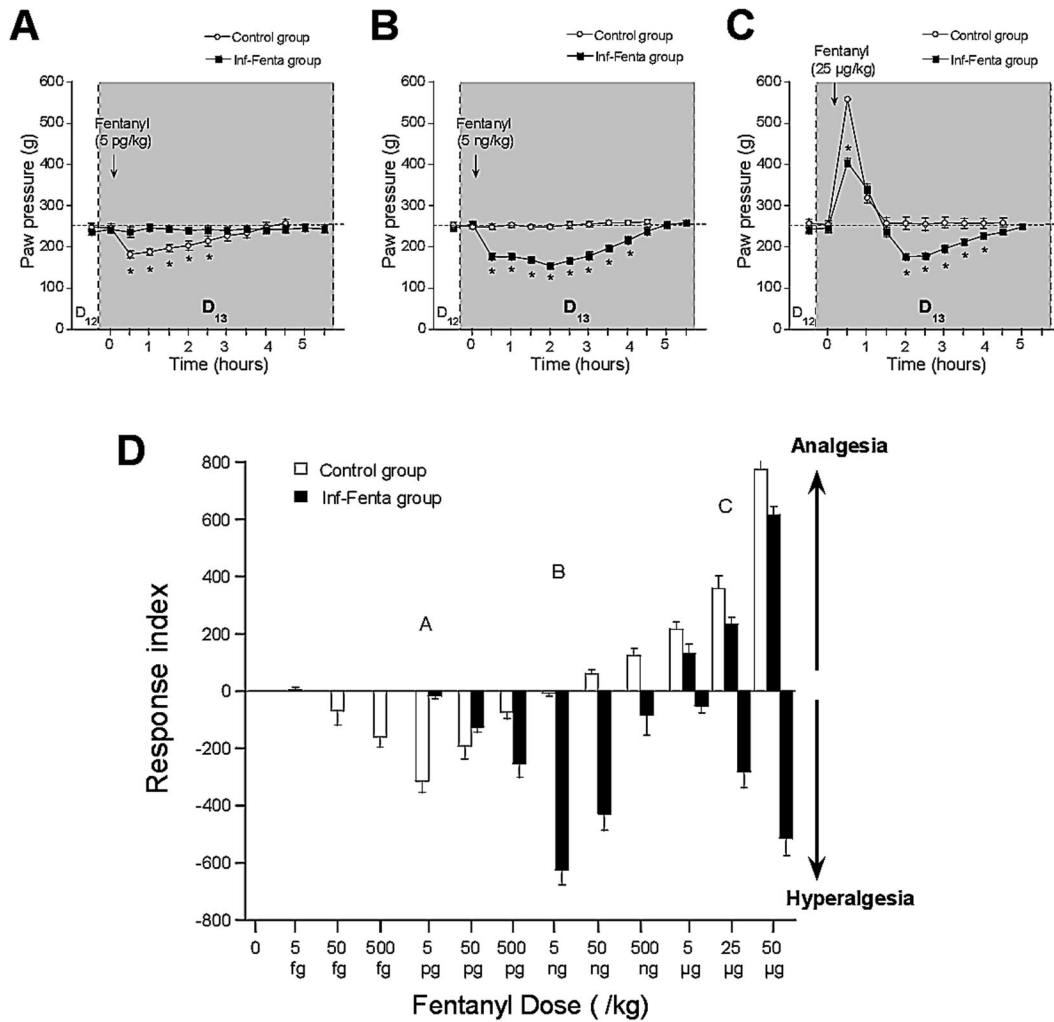 A
Control group
Inf-Fenta group
600
500
400
300
200
100
0
Paw pressure (g)
Fentanyl
(5 pg/kg)
D12
D13
0 1 2 3 4 5
Time (hours)
B
Control group
Inf-Fenta group
600
500
400
300
200
100
0
Paw pressure (g)
Fentanyl
(5 ng/kg)
* * * * * * * *
D12
D13
0 1 2 3 4 5
Time (hours)
C
Control group
Inf-Fenta group
Fentanyl
(25 µg/kg)
600
500
400
300
200
100
0
Paw pressure (g)
D12
D13
0 1 2 3 4 5
Time (hours)
D
Control group
Inf-Fenta group
Analgesia
Hyperalgesia
800
600
400
200
0
-200
-400
-600
-800
Response index
A
B
C
0 5 50 500 5 50 500 5 50 500 5 25 50
fg fg fg pg pg pg ng ng ng µg µg µg
Fentanyl Dose ( /kg)